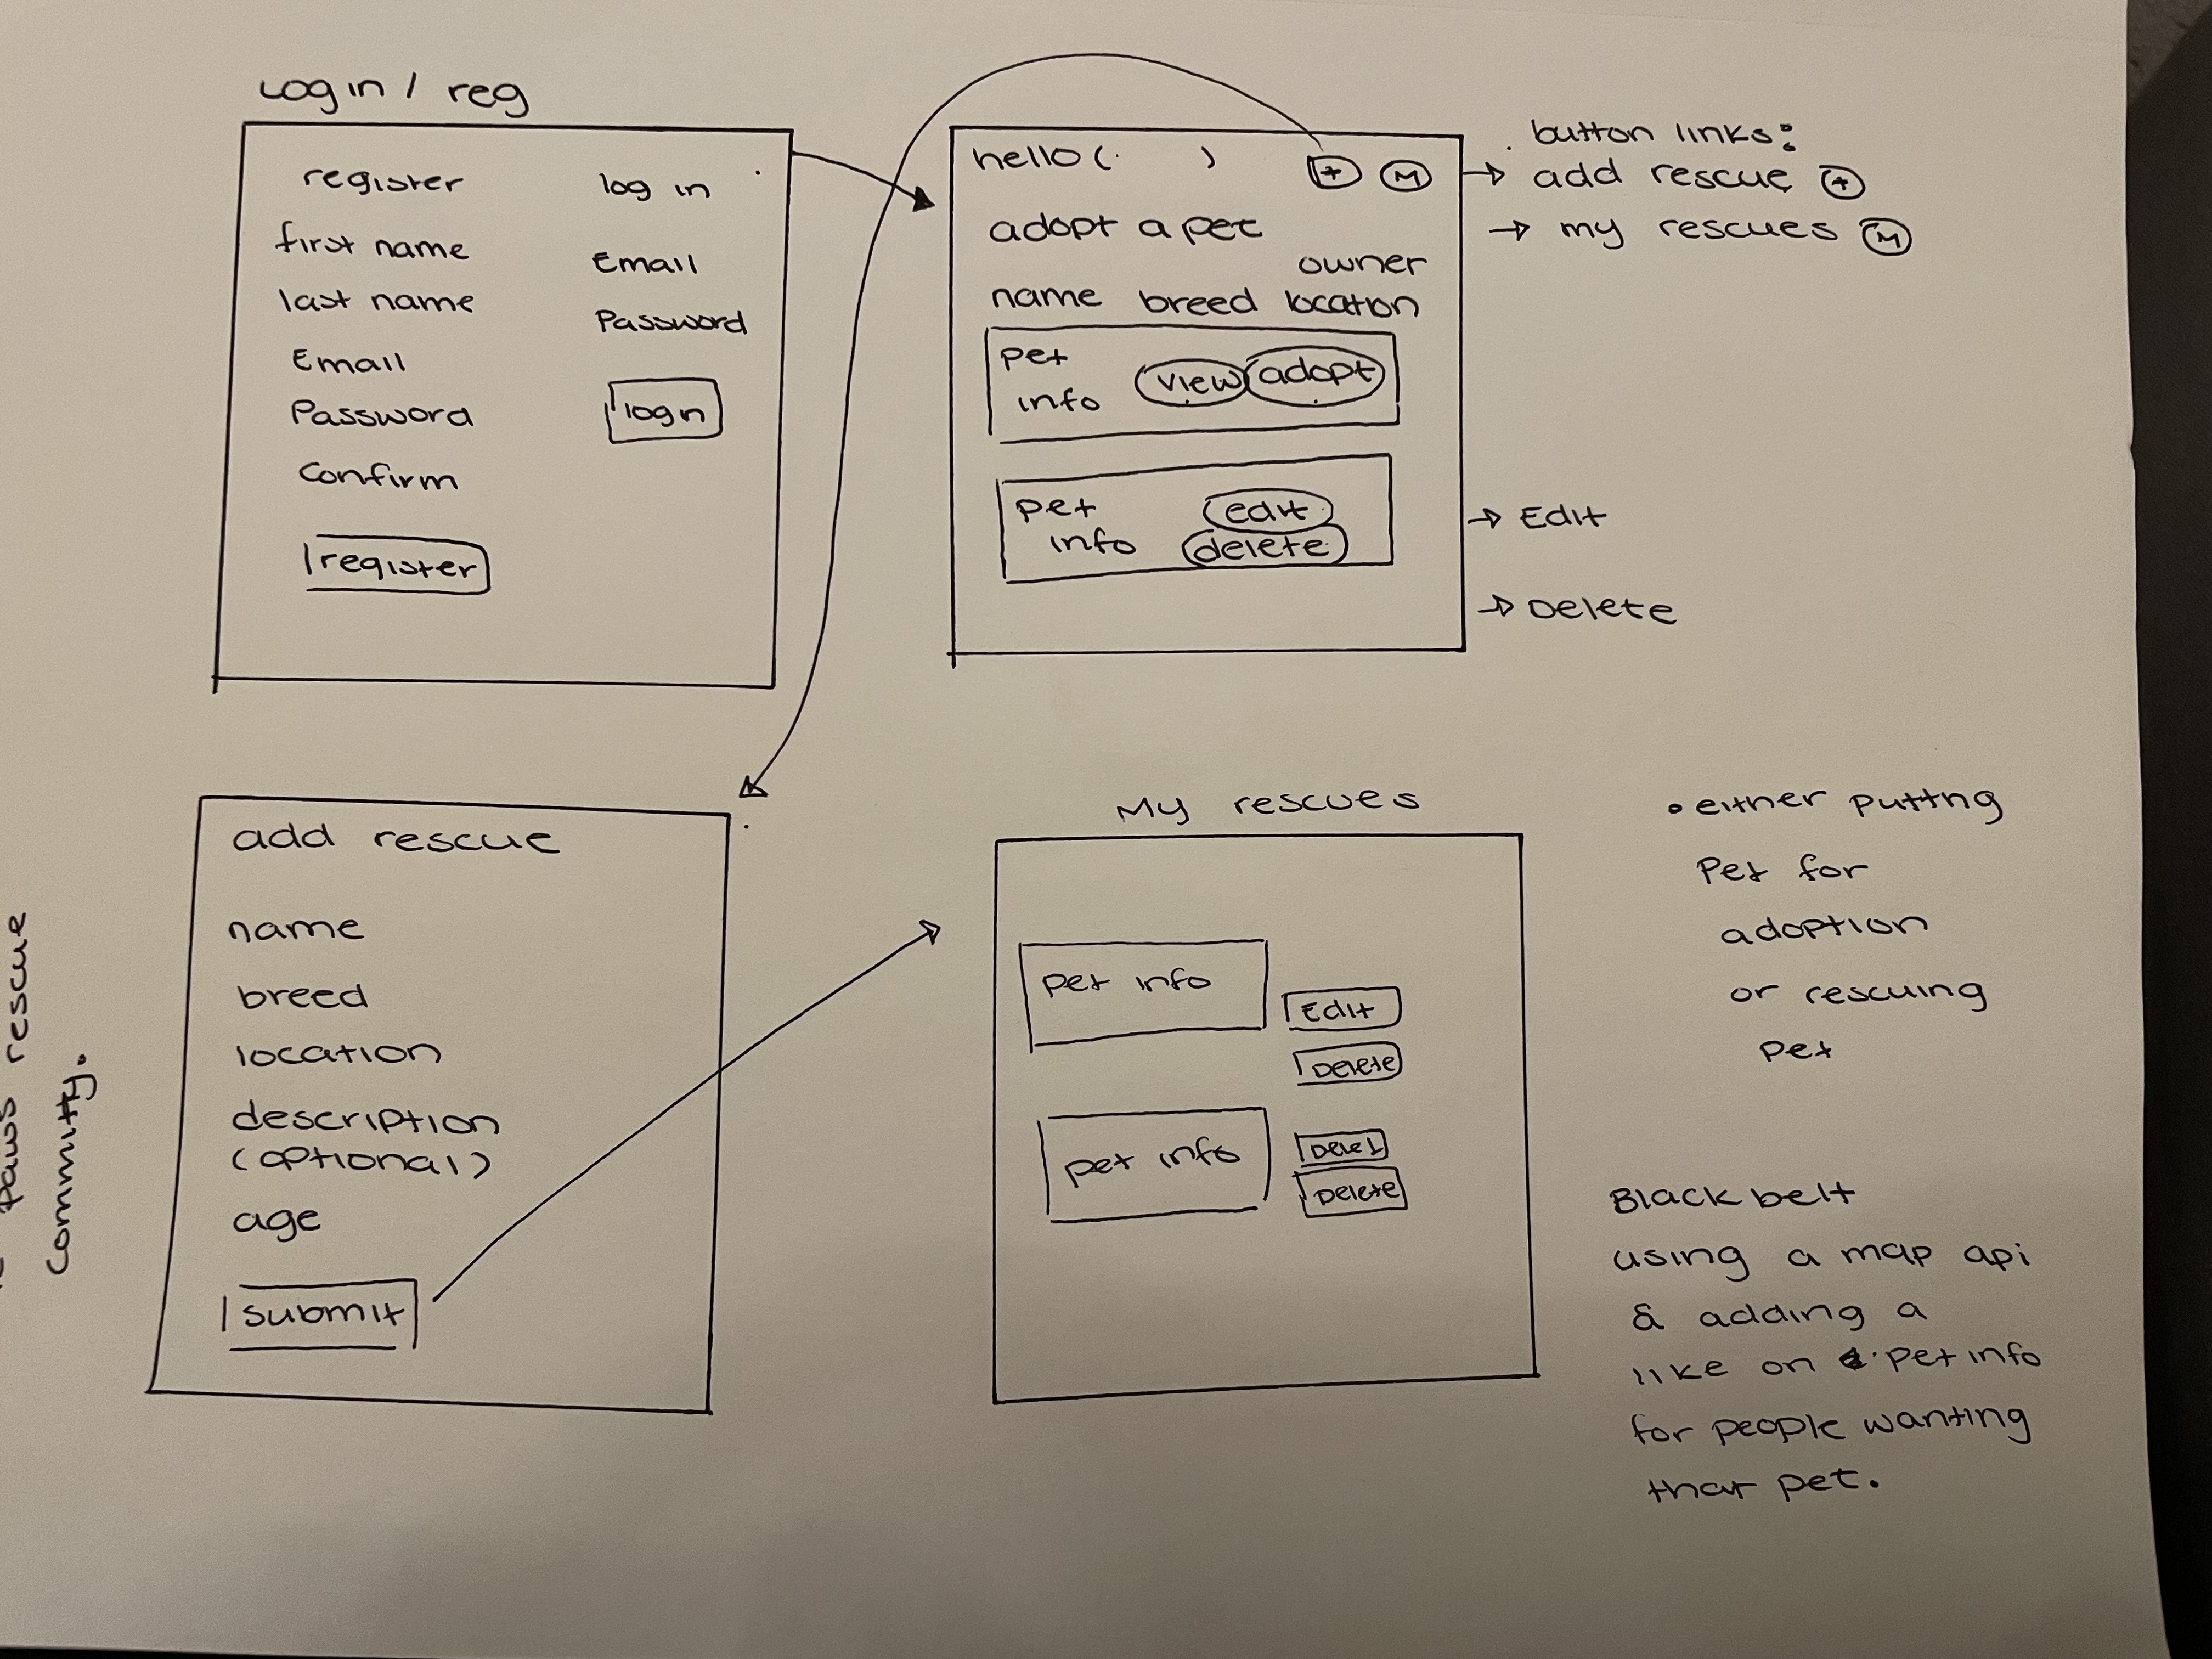 paws rescue
committy.
login / reg
register
first name
last name
Email
Password
Confirm
register
log in
Email
Password
login
hello ( )
+ M
adopt a pet
owner
name breed location
pet
info view adopt
pet edit
info delete
button links:
→ add rescue +
→ my rescues M
→ Edit
→ Delete
add rescue
name
breed
location
description
(optional)
age
submit
My rescues
pet info
Edit
Delete
pet info
Delete
• either putting
Pet for
adoption
or rescuing
pet
Black belt
using a map api
& adding a
like on pet info
for people wanting
that pet.